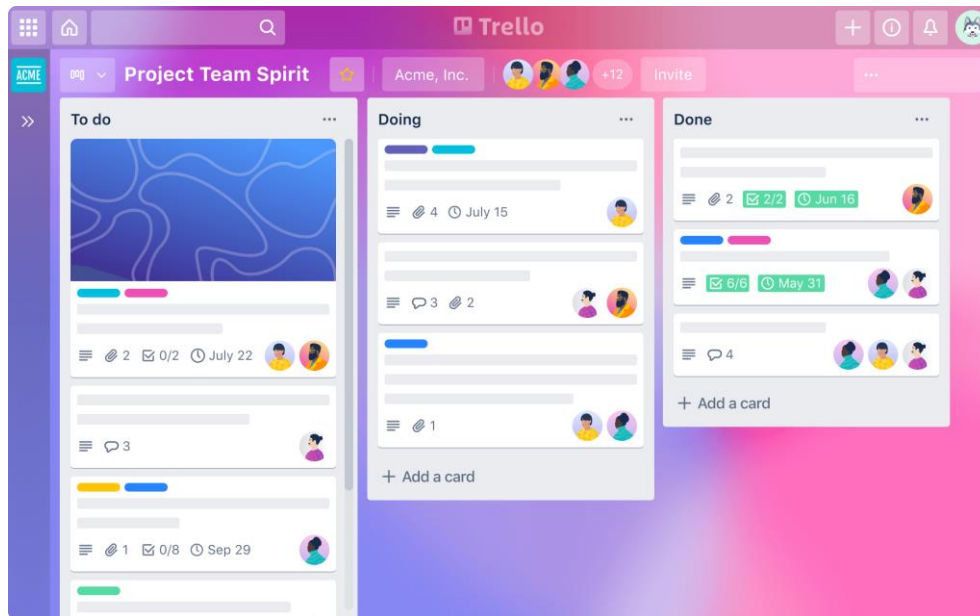 Trello
ACME
Project Team Spirit
Acme, Inc.
+12
Invite
To do
2
0/2
July 22
3
1
0/8
Sep 29
Doing
4
July 15
3
2
1
+ Add a card
Done
2
2/2
Jun 16
6/6
May 31
4
+ Add a card